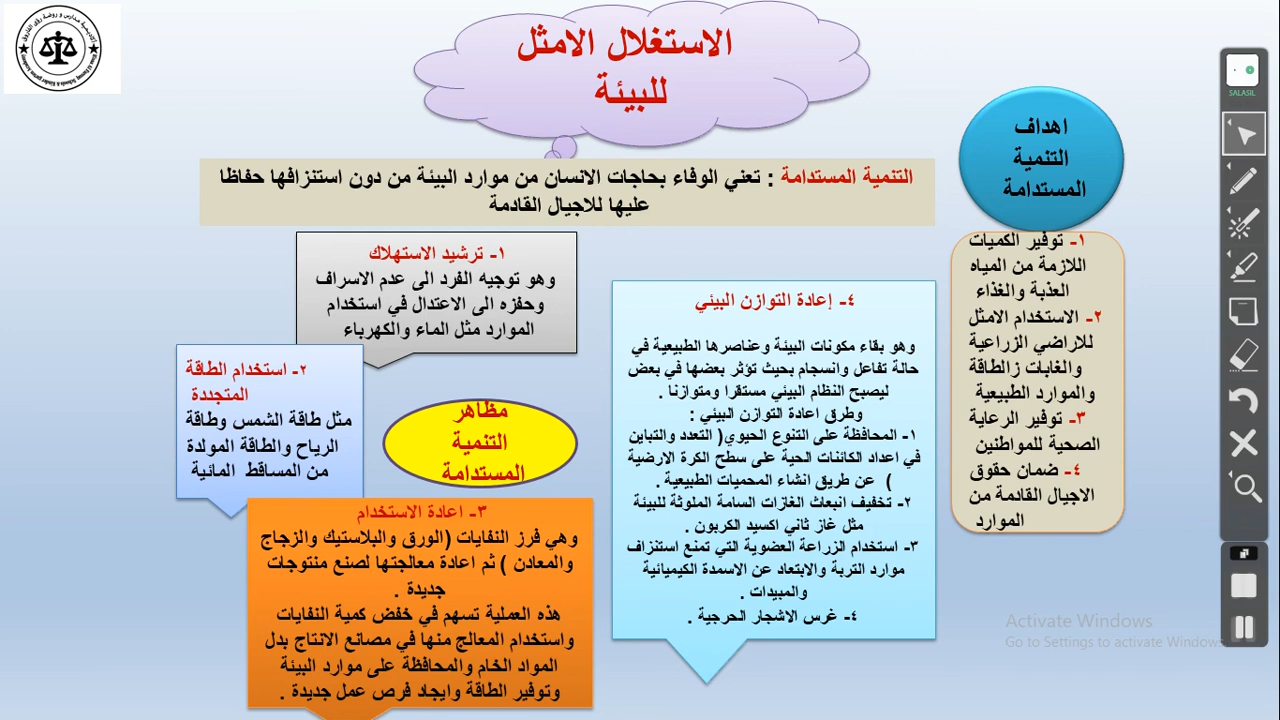 الاستغلال الامثل
للبيئة
اهداف
التنمية
المستدامة
التنمية المستدامة : تعني الوفاء بحاجات الانسان من موارد البيئة من دون استنزافها حفاظا
عليها للاجيال القادمة
١- توفير الكميات
اللازمة من المياه
العذبة والغذاء
٢- الاستخدام الامثل
للاراضي الزراعية
والغابات زالطاقة
والموارد الطبيعية
٣- توفير الرعاية
الصحية للمواطنين
٤- ضمان حقوق
الاجيال القادمة من
الموارد
١- ترشيد الاستهلاك
وهو توجيه الفرد الى عدم الاسراف
وحفزه الى الاعتدال في استخدام
الموارد مثل الماء والكهرباء
٢- استخدام الطاقة
المتجددة
مثل طاقة الشمس وطاقة
الرياح والطاقة المولدة
من المساقط المائية
مظاهر
التنمية
المستدامة
٣- اعادة الاستخدام
وهي فرز النفايات (الورق والبلاستيك والزجاج
والمعادن ) ثم اعادة معالجتها لصنع منتوجات
جديدة .
هذه العملية تسهم في خفض كمية النفايات
واستخدام المعالج منها في مصانع الانتاج بدل
المواد الخام والمحافظة على موارد البيئة
وتوفير الطاقة وايجاد فرص عمل جديدة .
٤- إعادة التوازن البيئي
وهو بقاء مكونات البيئة وعناصرها الطبيعية في
حالة تفاعل وانسجام بحيث تؤثر بعضها في بعض
ليصبح النظام البيئي مستقرا ومتوازنا .
وطرق اعادة التوازن البيئي :
١- المحافظة على التنوع الحيوي( التعدد والتباين
في اعداد الكائنات الحية على سطح الكرة الارضية
) عن طريق انشاء المحميات الطبيعية .
٢- تخفيف انبعاث الغازات السامة الملوثة للبيئة
مثل غاز ثاني اكسيد الكربون .
٣- استخدام الزراعة العضوية التي تمنع استنزاف
موارد التربة والابتعاد عن الاسمدة الكيميائية
والمبيدات .
٤- غرس الاشجار الحرجية .
SALASIL
Activate Windows
Go to Settings to activate Windows.